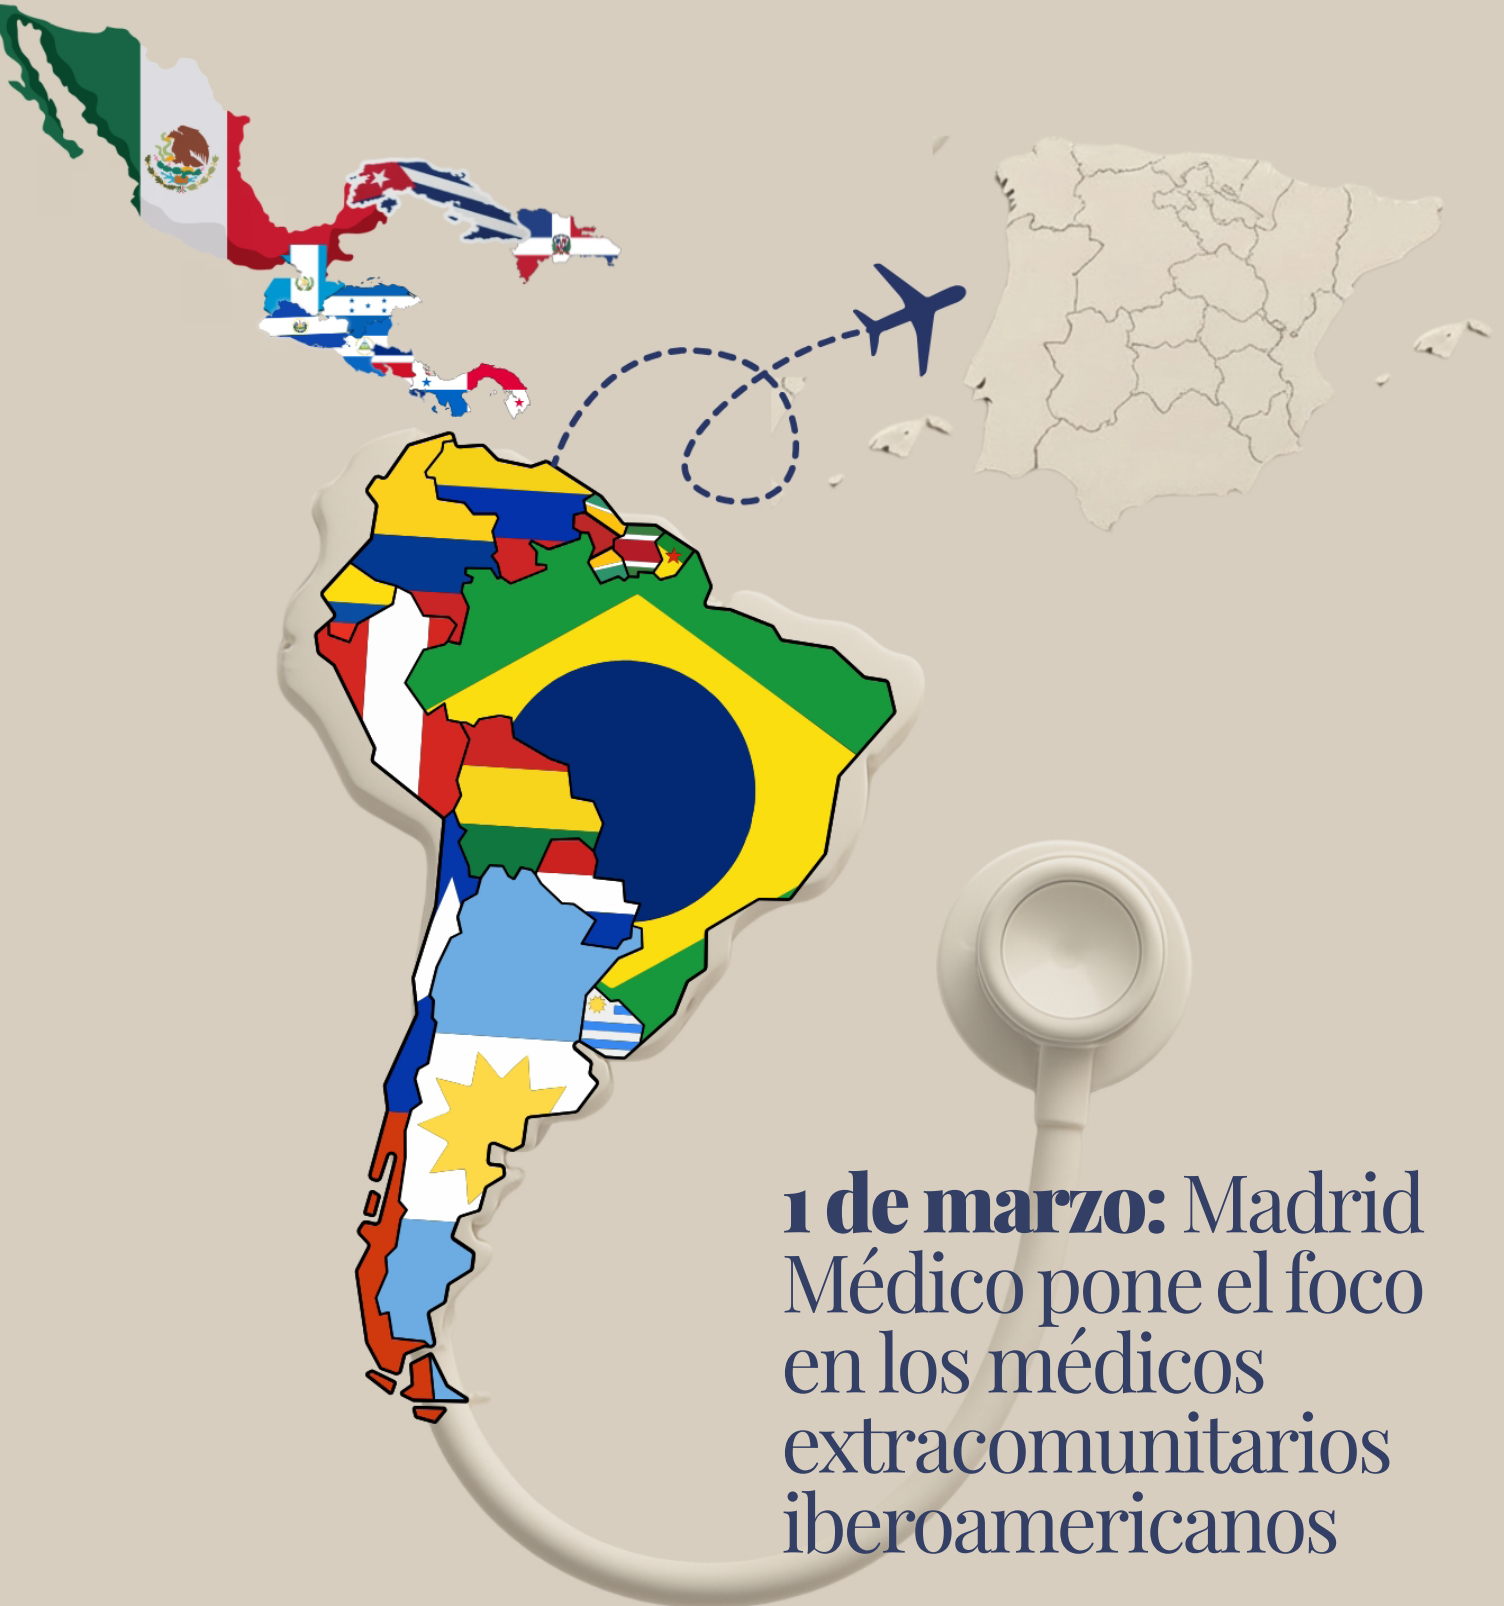 1 de marzo: Madrid
Médico pone el foco
en los médicos
extracomunitarios
iberoamericanos